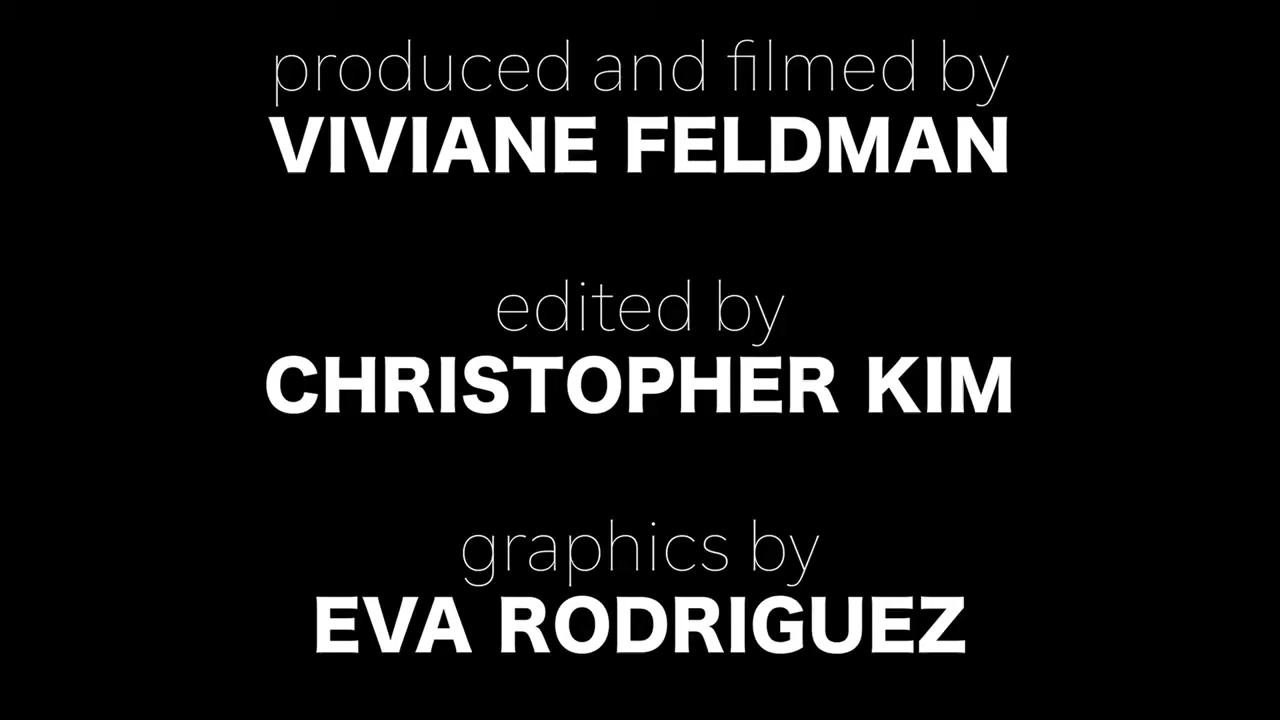 produced and filmed by
VIVIANE FELDMAN
edited by
CHRISTOPHER KIM
graphics by
EVA RODRIGUEZ